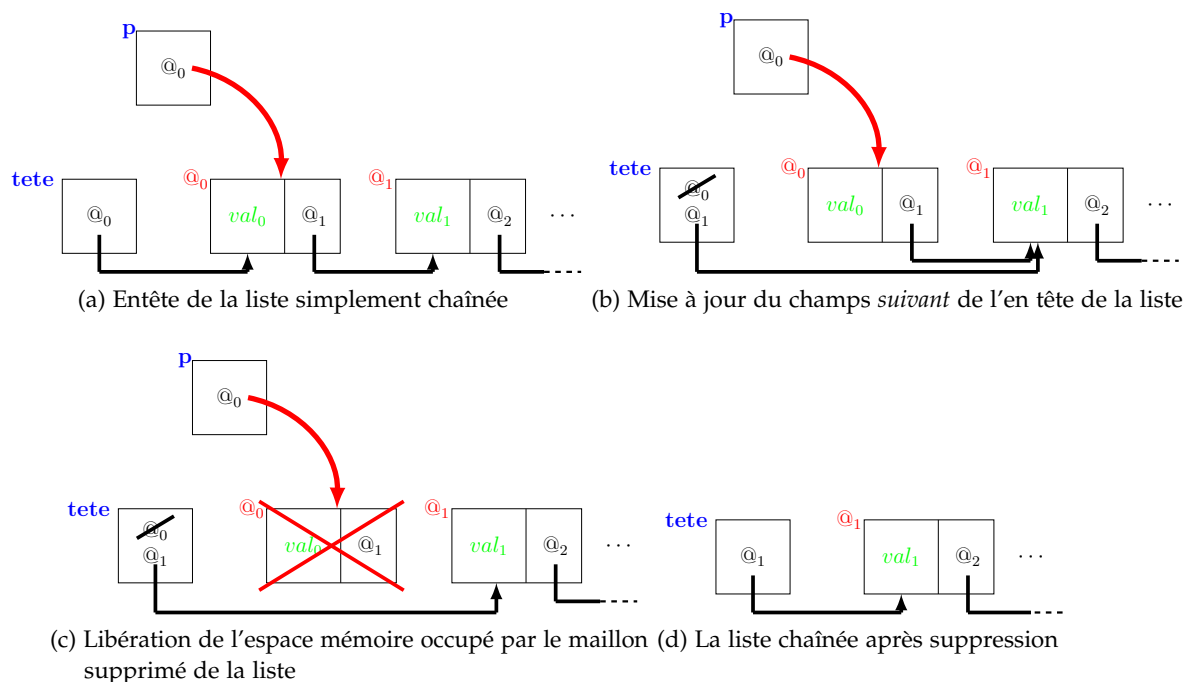 p
@0
tete @0 @0 val0 @1 @1 val1 @2 ...
(a) Entête de la liste simplement chaînée
p
@0
tete @0 @1 @0 val0 @1 @1 val1 @2 ...
(b) Mise à jour du champs suivant de l'en tête de la liste
p
@0
tete @0 @1 @0 val0 @1 @1 val1 @2 ...
(c) Libération de l'espace mémoire occupé par le maillon
supprimé de la liste
tete @1 @1 val1 @2 ...
(d) La liste chaînée après suppression